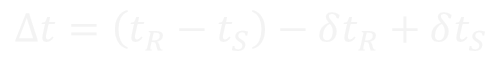 Δt = (t_R − t_S) − δt_R + δt_S